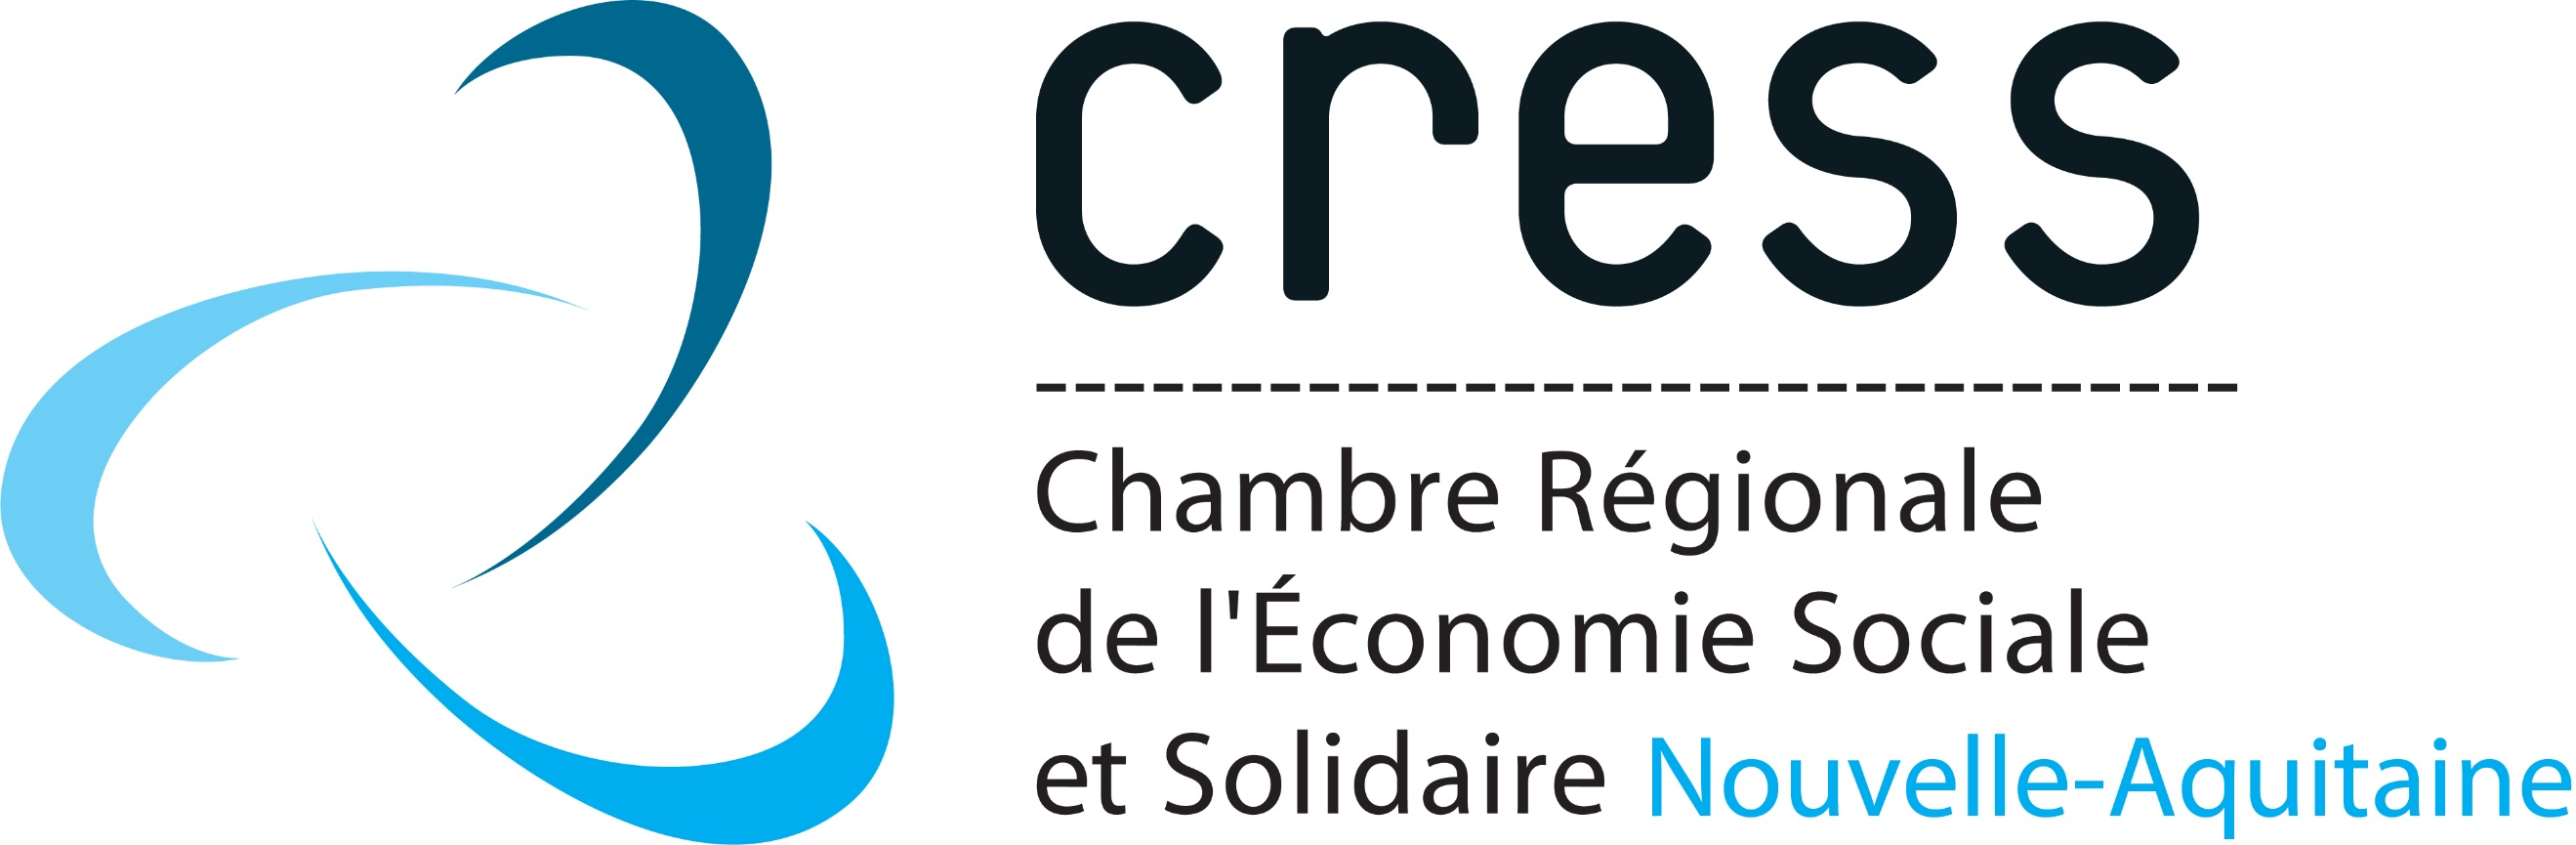 cress
Chambre Régionale
de l'Économie Sociale
et Solidaire Nouvelle-Aquitaine